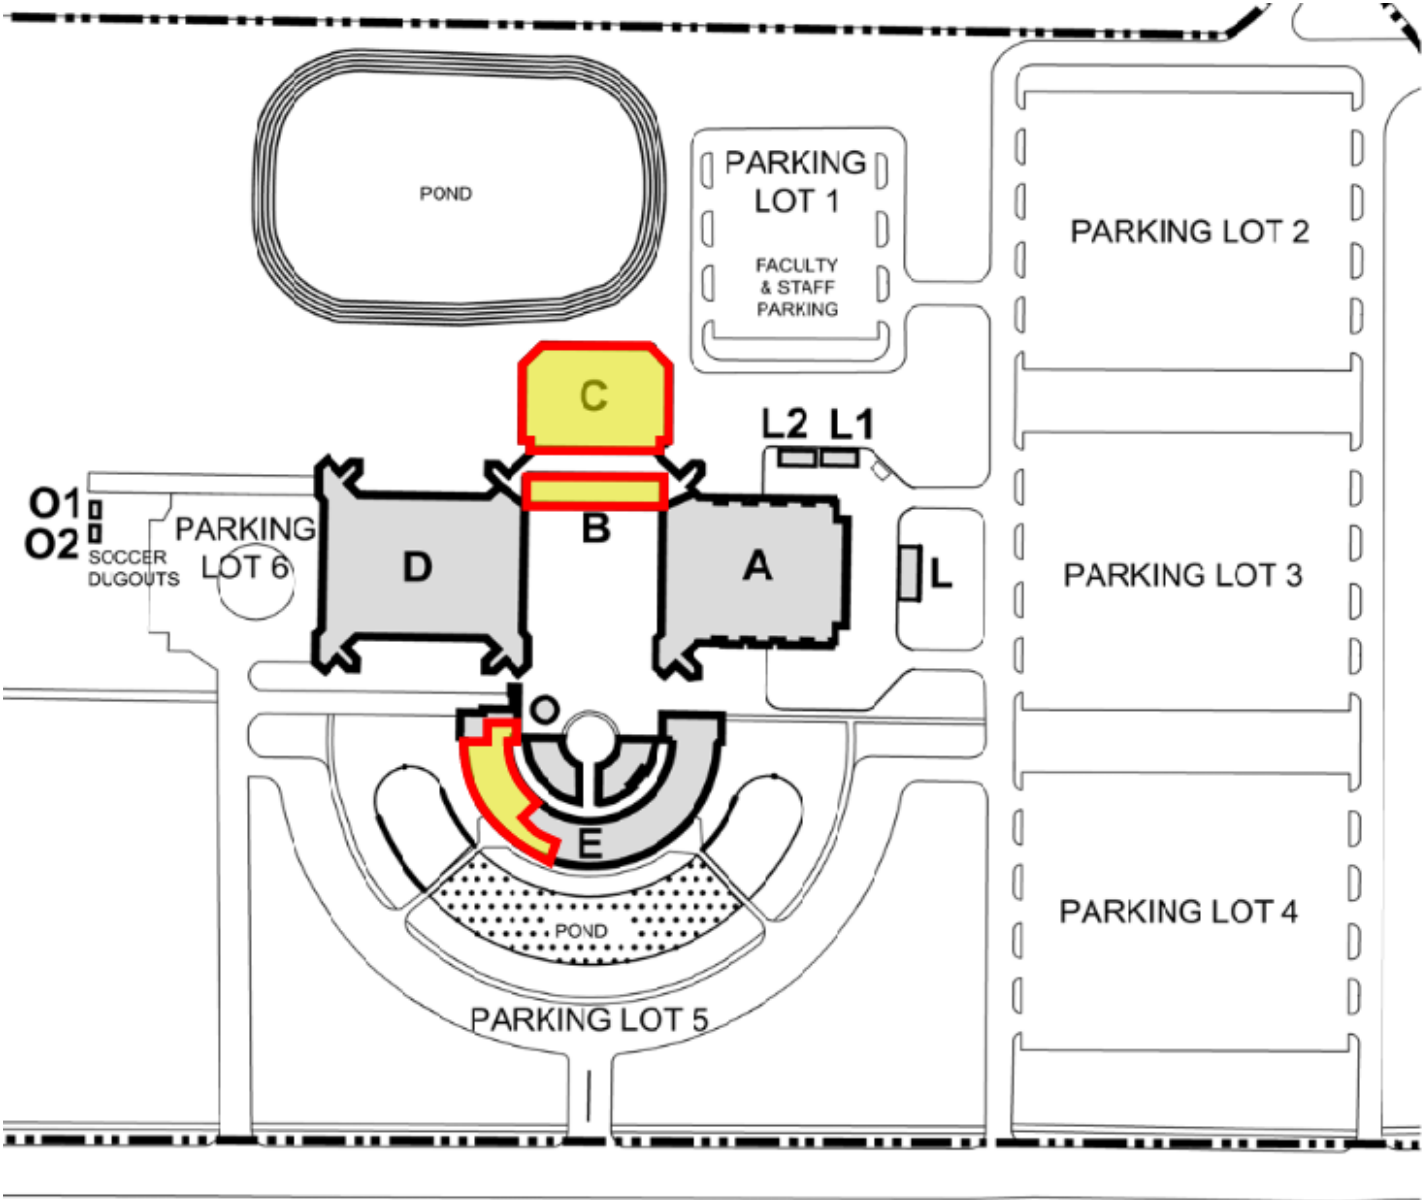 POND
PARKING
LOT 1
FACULTY
& STAFF
PARKING
PARKING LOT 2
C
L2 L1
O1
O2
SOCCER
DUGOUTS
PARKING
LOT 6
D
B
A
L
PARKING LOT 3
E
POND
PARKING LOT 4
PARKING LOT 5